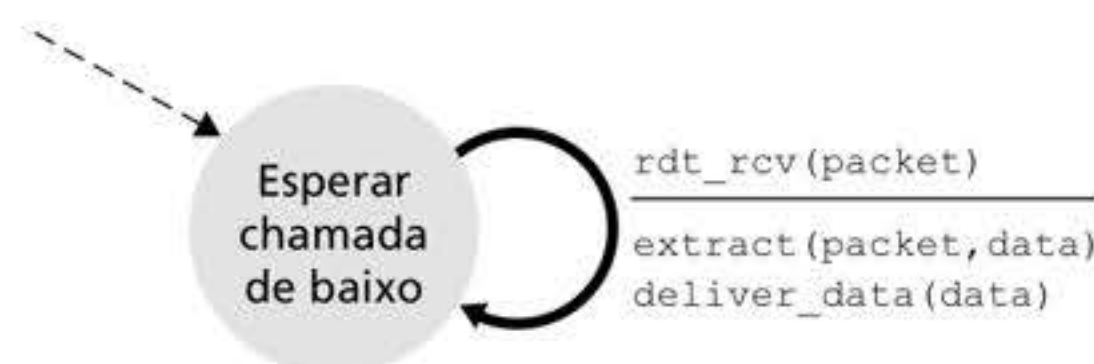 Esperar
chamada
de baixo
rdt_rcv(packet)
extract(packet,data)
deliver_data(data)